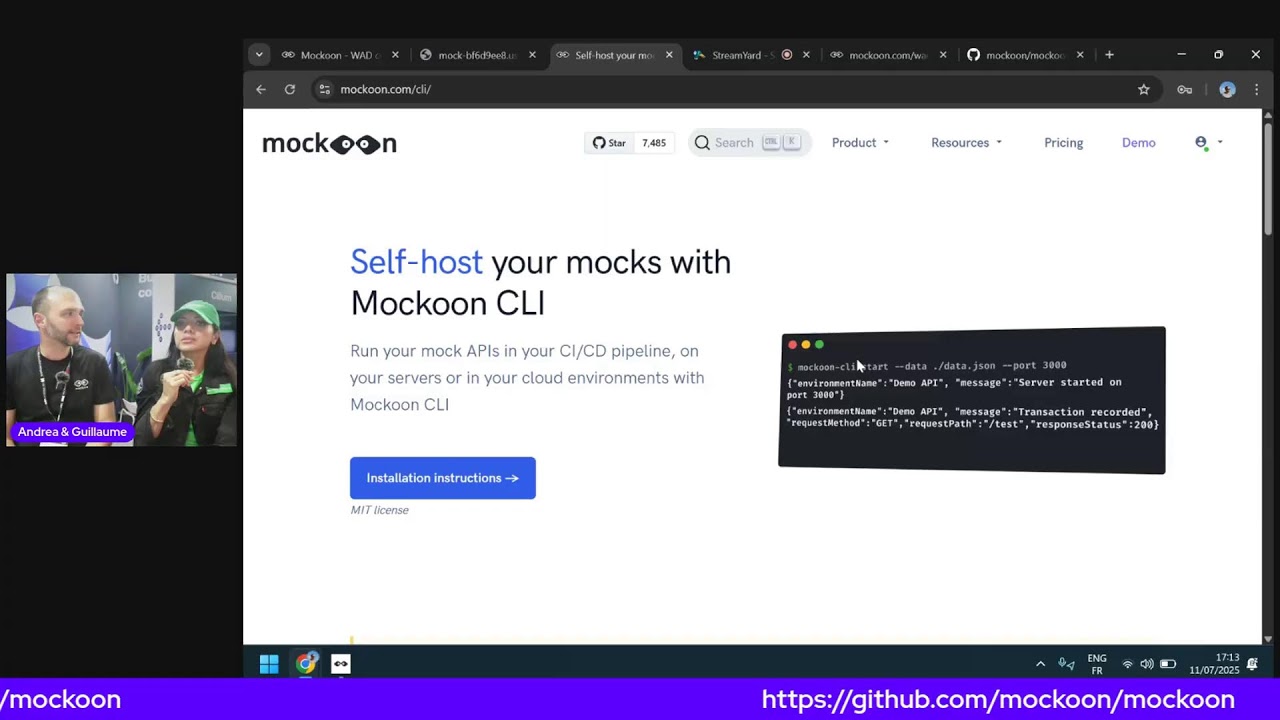 Mockoon - WAD c
mock-bf6d9ee8.us
Self-host your mo
StreamYard - S
mockoon.com/wa
mockoon/mockoo
mockoon.com/cli/
mockoon
Star
7,485
Search
CTRL
K
Product
Resources
Pricing
Demo
Self-host your mocks with
Mockoon CLI
Run your mock APIs in your CI/CD pipeline, on
your servers or in your cloud environments with
Mockoon CLI
Installation instructions →
MIT license
$ mockoon-cli start --data ./data.json --port 3000
{"environmentName":"Demo API", "message":"Server started on
port 3000"}
{"environmentName":"Demo API", "message":"Transaction recorded",
"requestMethod":"GET","requestPath":"/test","responseStatus":200}
Andrea & Guillaume
ENG
FR
17:13
11/07/2025
/mockoon
https://github.com/mockoon/mockoon